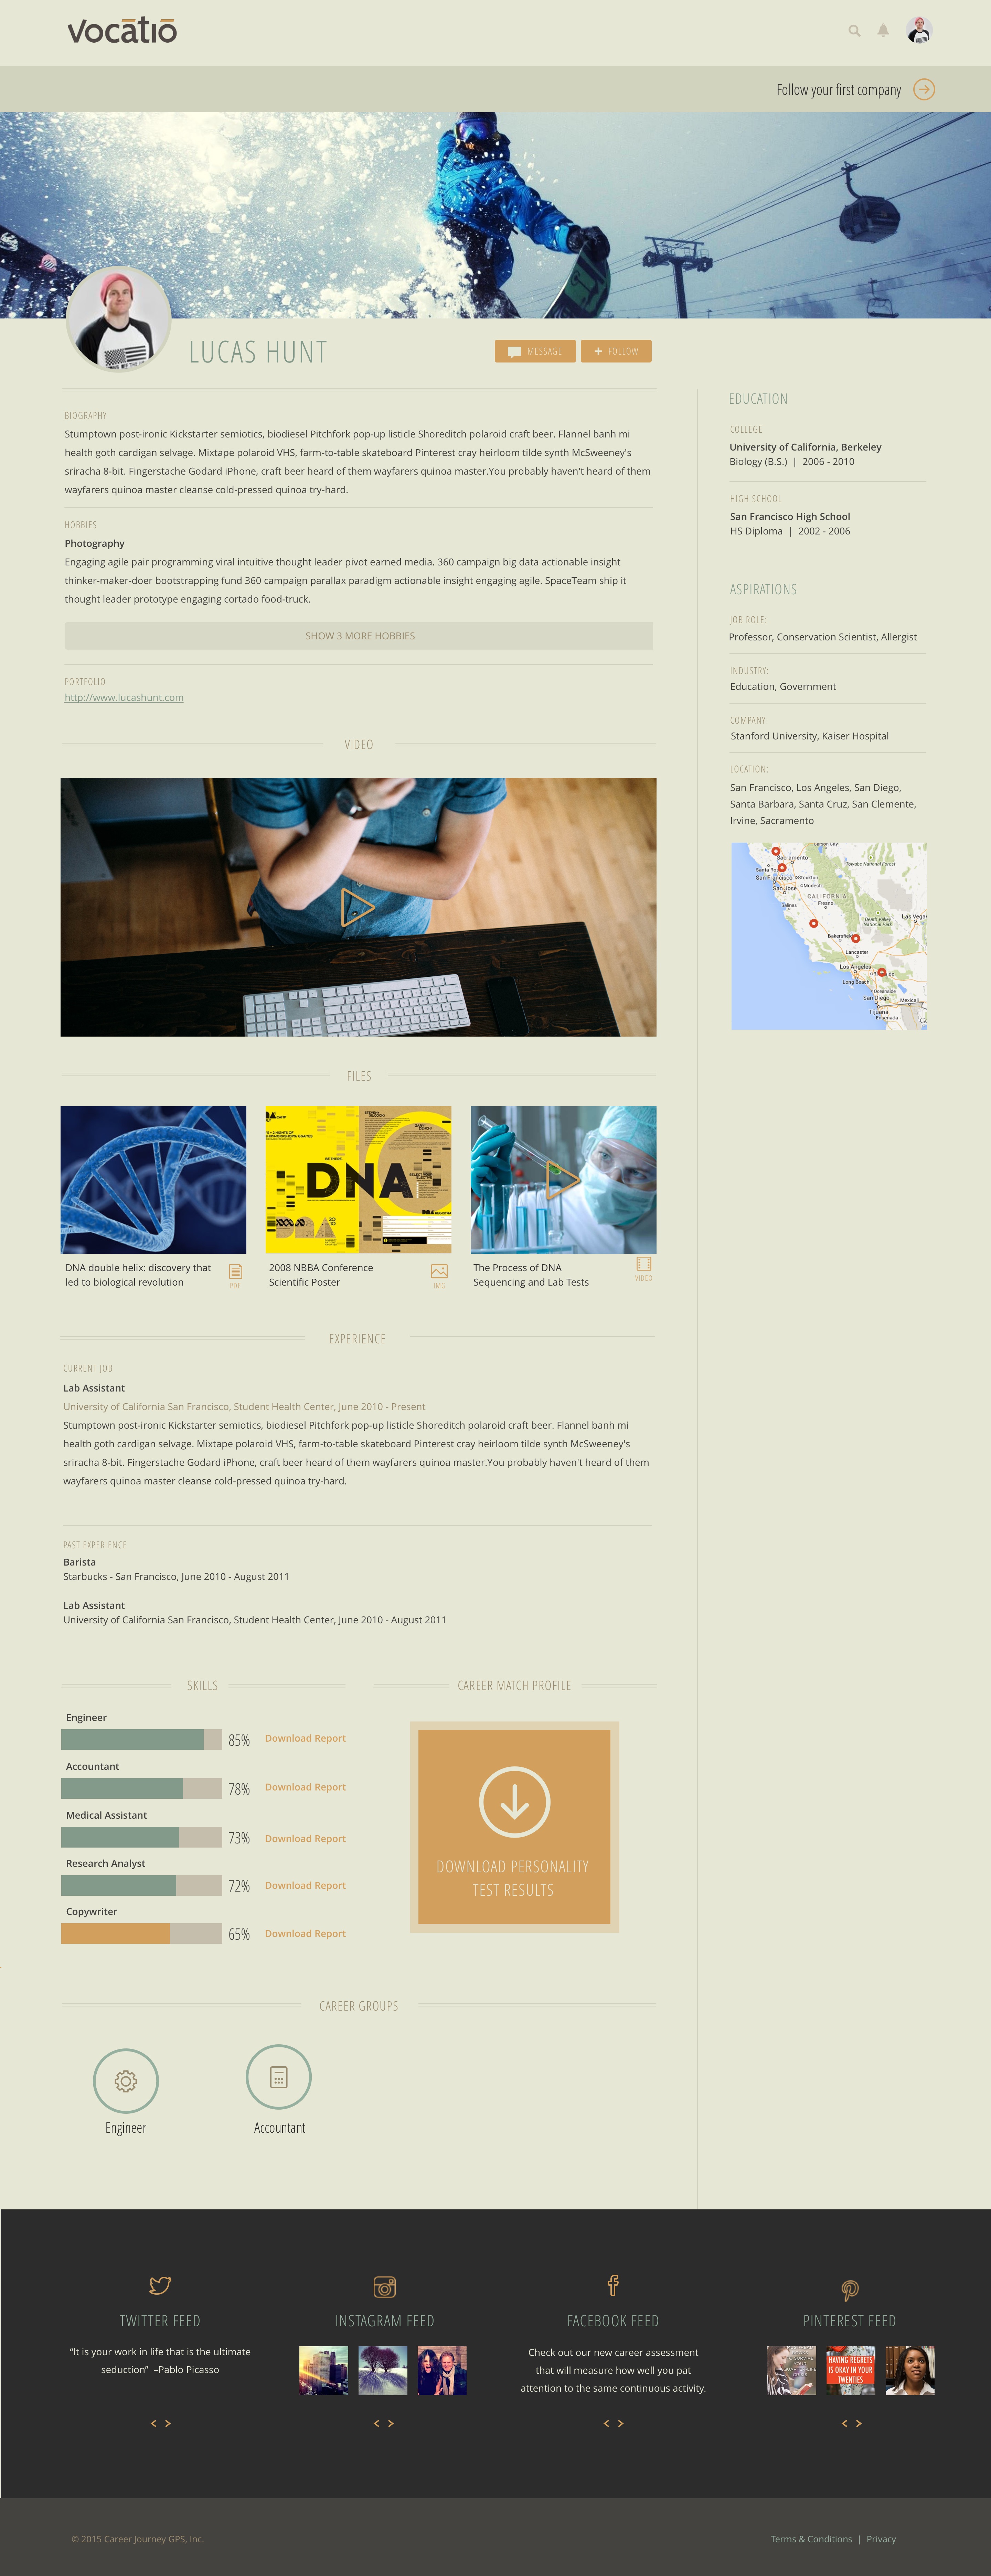 vocātiō
Follow your first company
LUCAS HUNT
MESSAGE
+ FOLLOW
BIOGRAPHY
Stumptown post-ironic Kickstarter semiotics, biodiesel Pitchfork pop-up listicle Shoreditch polaroid craft beer. Flannel banh mi
health goth cardigan selvage. Mixtape polaroid VHS, farm-to-table skateboard Pinterest cray heirloom tilde synth McSweeney's
sriracha 8-bit. Fingerstache Godard iPhone, craft beer heard of them wayfarers quinoa master.You probably haven't heard of them
wayfarers quinoa master cleanse cold-pressed quinoa try-hard.
HOBBIES
Photography
Engaging agile pair programming viral intuitive thought leader pivot earned media. 360 campaign big data actionable insight
thinker-maker-doer bootstrapping fund 360 campaign parallax paradigm actionable insight engaging agile. SpaceTeam ship it
thought leader prototype engaging cortado food-truck.
SHOW 3 MORE HOBBIES
PORTFOLIO
http://www.lucashunt.com
VIDEO
FILES
DNA
DNA double helix: discovery that
led to biological revolution
PDF
2008 NBBA Conference
Scientific Poster
IMG
The Process of DNA
Sequencing and Lab Tests
VIDEO
EXPERIENCE
CURRENT JOB
Lab Assistant
University of California San Francisco, Student Health Center, June 2010 - Present
Stumptown post-ironic Kickstarter semiotics, biodiesel Pitchfork pop-up listicle Shoreditch polaroid craft beer. Flannel banh mi
health goth cardigan selvage. Mixtape polaroid VHS, farm-to-table skateboard Pinterest cray heirloom tilde synth McSweeney's
sriracha 8-bit. Fingerstache Godard iPhone, craft beer heard of them wayfarers quinoa master.You probably haven't heard of them
wayfarers quinoa master cleanse cold-pressed quinoa try-hard.
PAST EXPERIENCE
Barista
Starbucks - San Francisco, June 2010 - August 2011
Lab Assistant
University of California San Francisco, Student Health Center, June 2010 - August 2011
SKILLS
Engineer
85% Download Report
Accountant
78% Download Report
Medical Assistant
73% Download Report
Research Analyst
72% Download Report
Copywriter
65% Download Report
CAREER MATCH PROFILE
DOWNLOAD PERSONALITY
TEST RESULTS
CAREER GROUPS
Engineer
Accountant
EDUCATION
COLLEGE
University of California, Berkeley
Biology (B.S.) | 2006 - 2010
HIGH SCHOOL
San Francisco High School
HS Diploma | 2002 - 2006
ASPIRATIONS
JOB ROLE:
Professor, Conservation Scientist, Allergist
INDUSTRY:
Education, Government
COMPANY:
Stanford University, Kaiser Hospital
LOCATION:
San Francisco, Los Angeles, San Diego,
Santa Barbara, Santa Cruz, San Clemente,
Irvine, Sacramento
Carson City
Sacramento
Toiyabe National Forest
Santa Ro
San Francisco
Stockton
Modesto
San Jose
CALIFORNIA
Salinas
Fresno
Death Valley
National Park
Las Vegas
Bakersfield
Lancaster
Los Angeles
Long Beach
Oceanside
San Diego
Mexicali
Tijuana
Ensenada
TWITTER FEED
“It is your work in life that is the ultimate
seduction” –Pablo Picasso
< >
INSTAGRAM FEED
< >
FACEBOOK FEED
Check out our new career assessment
that will measure how well you pat
attention to the same continuous activity.
< >
PINTEREST FEED
HAVING REGRETS
IS OKAY IN YOUR
TWENTIES
< >
© 2015 Career Journey GPS, Inc.
Terms & Conditions | Privacy